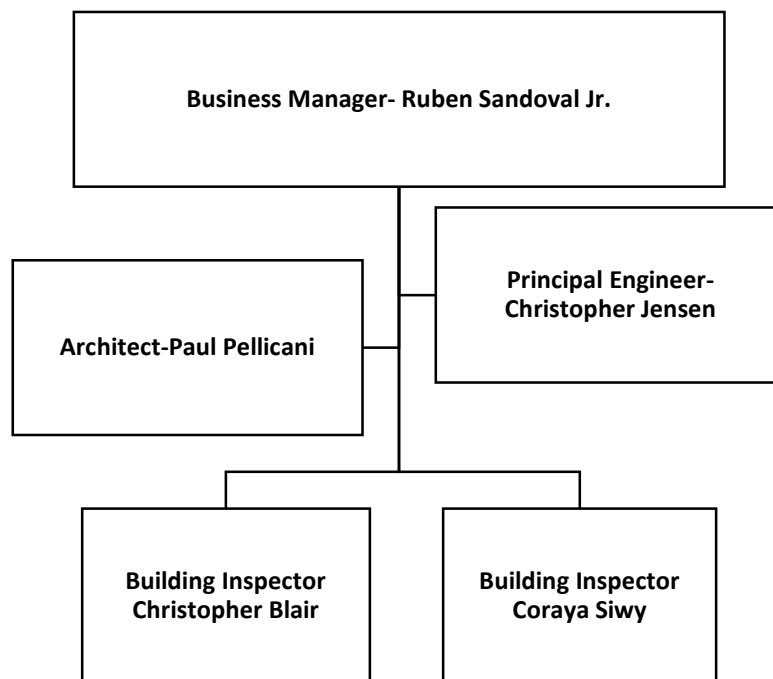 Business Manager- Ruben Sandoval Jr.
Principal Engineer-
Christopher Jensen
Architect-Paul Pellicani
Building Inspector
Christopher Blair
Building Inspector
Coraya Siwy